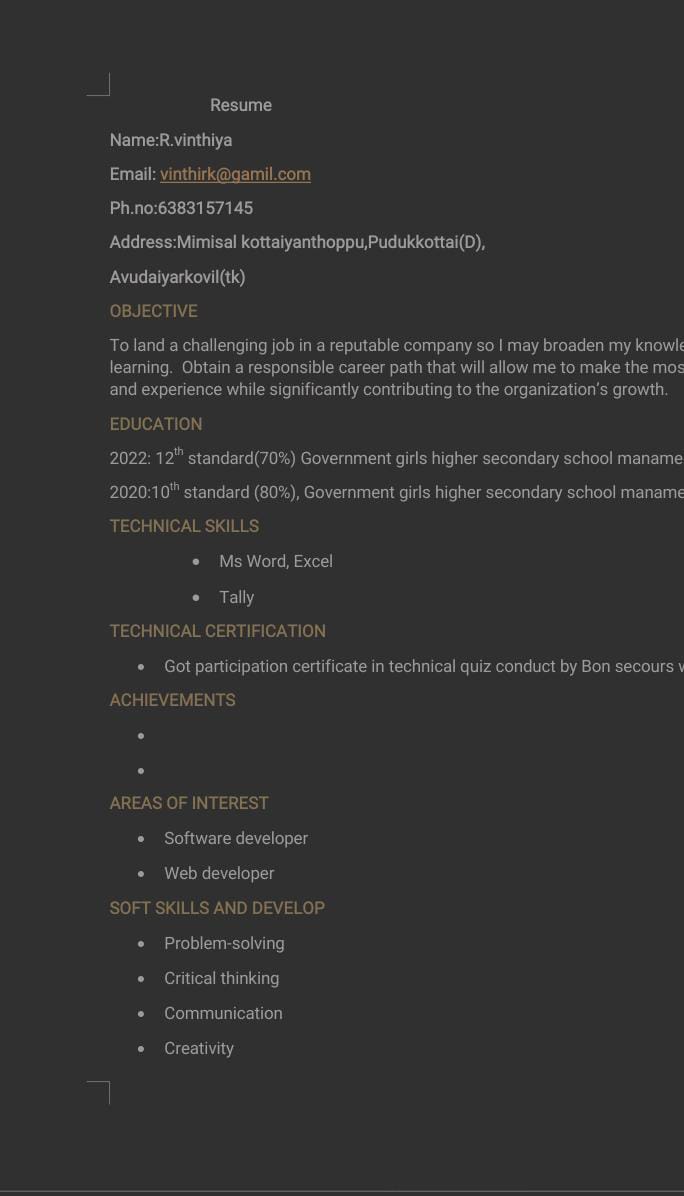 Resume
Name:R.vinthiya
Email: vinthirk@gamil.com
Ph.no:6383157145
Address:Mimisal kottaiyanthoppu,Pudukkottai(D),
Avudaiyarkovil(tk)
OBJECTIVE
To land a challenging job in a reputable company so I may broaden my knowle
learning.  Obtain a responsible career path that will allow me to make the mos
and experience while significantly contributing to the organization’s growth.
EDUCATION
2022: 12th standard(70%) Government girls higher secondary school maname
2020:10th standard (80%), Government girls higher secondary school maname
TECHNICAL SKILLS
• Ms Word, Excel
• Tally
TECHNICAL CERTIFICATION
• Got participation certificate in technical quiz conduct by Bon secours w
ACHIEVEMENTS
•
•
AREAS OF INTEREST
• Software developer
• Web developer
SOFT SKILLS AND DEVELOP
• Problem-solving
• Critical thinking
• Communication
• Creativity